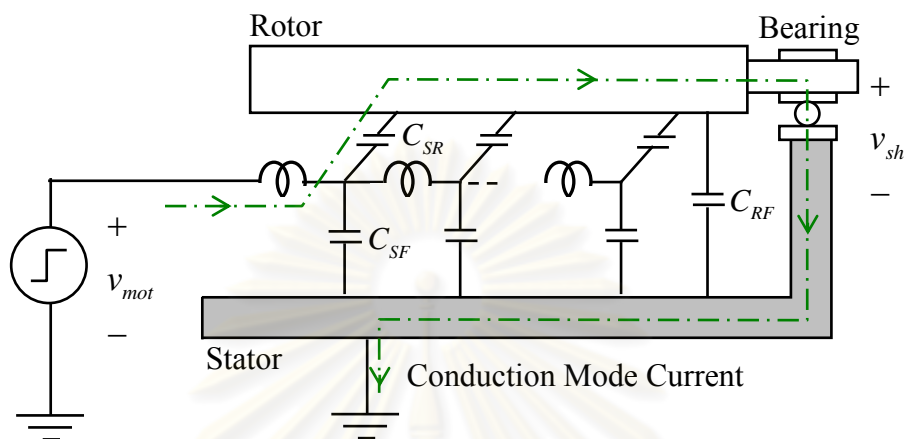 Rotor
Bearing
+
v_sh
−
C_SR
C_RF
C_SF
+
v_mot
−
Stator
Conduction Mode Current